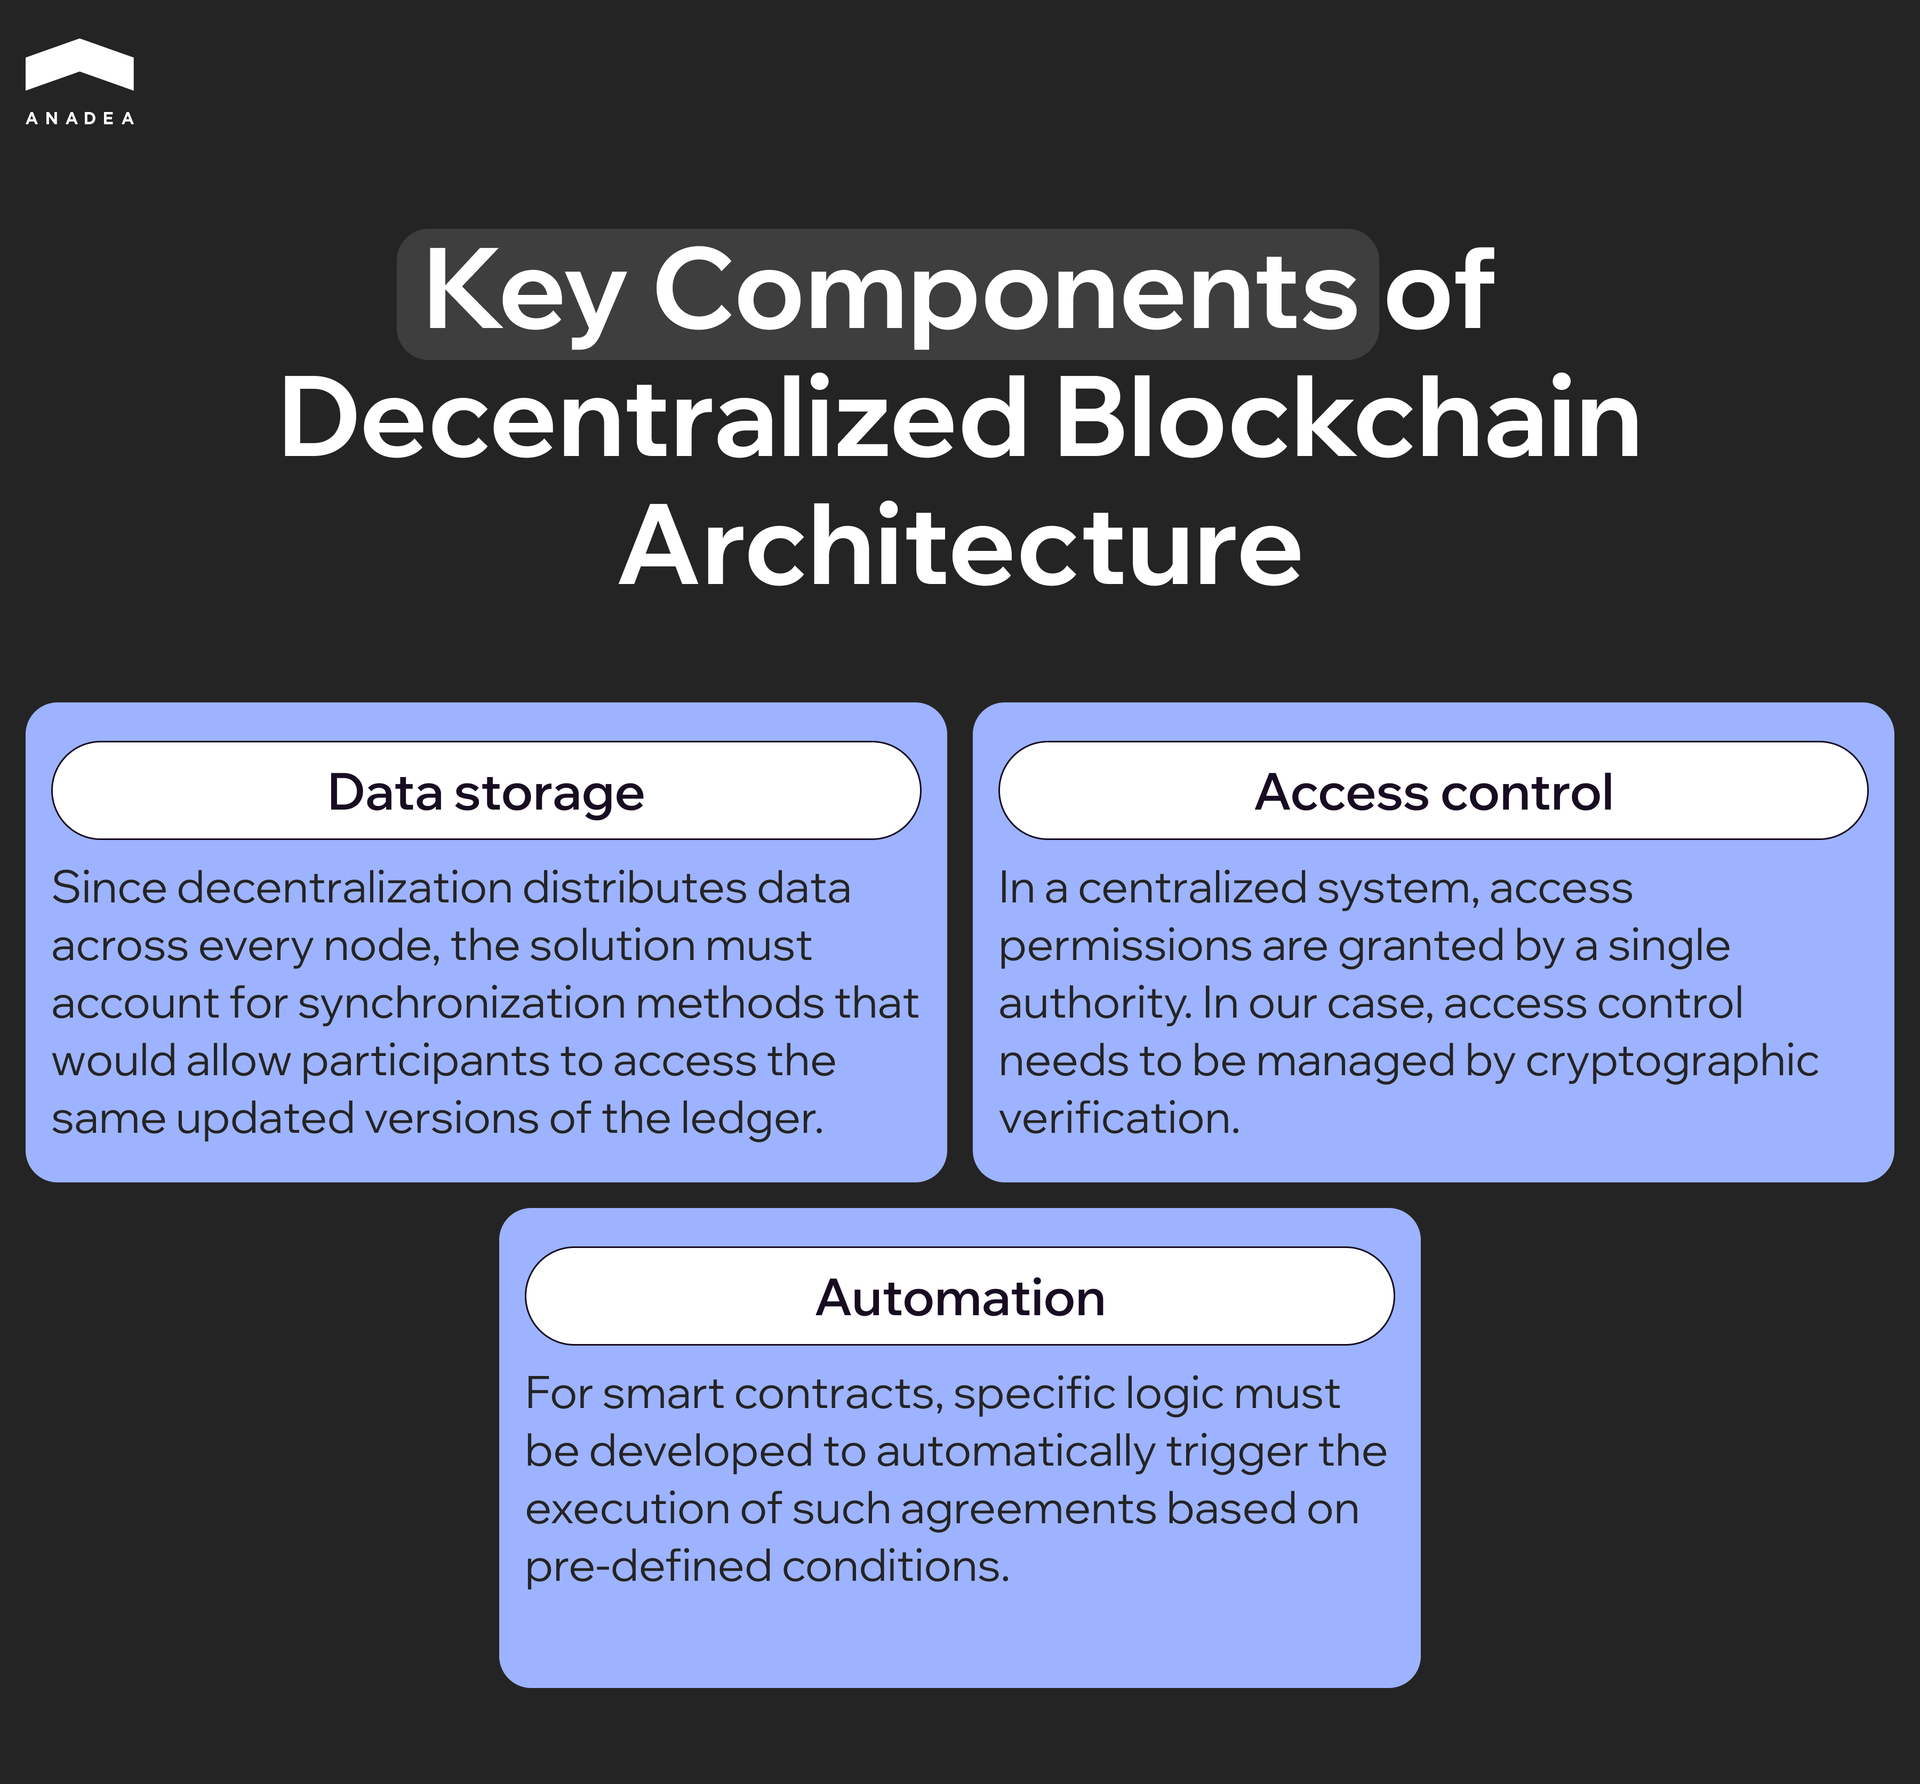 ANADEA
Key Components of
Decentralized Blockchain
Architecture
Data storage
Since decentralization distributes data
across every node, the solution must
account for synchronization methods that
would allow participants to access the
same updated versions of the ledger.
Access control
In a centralized system, access
permissions are granted by a single
authority. In our case, access control
needs to be managed by cryptographic
verification.
Automation
For smart contracts, specific logic must
be developed to automatically trigger the
execution of such agreements based on
pre-defined conditions.